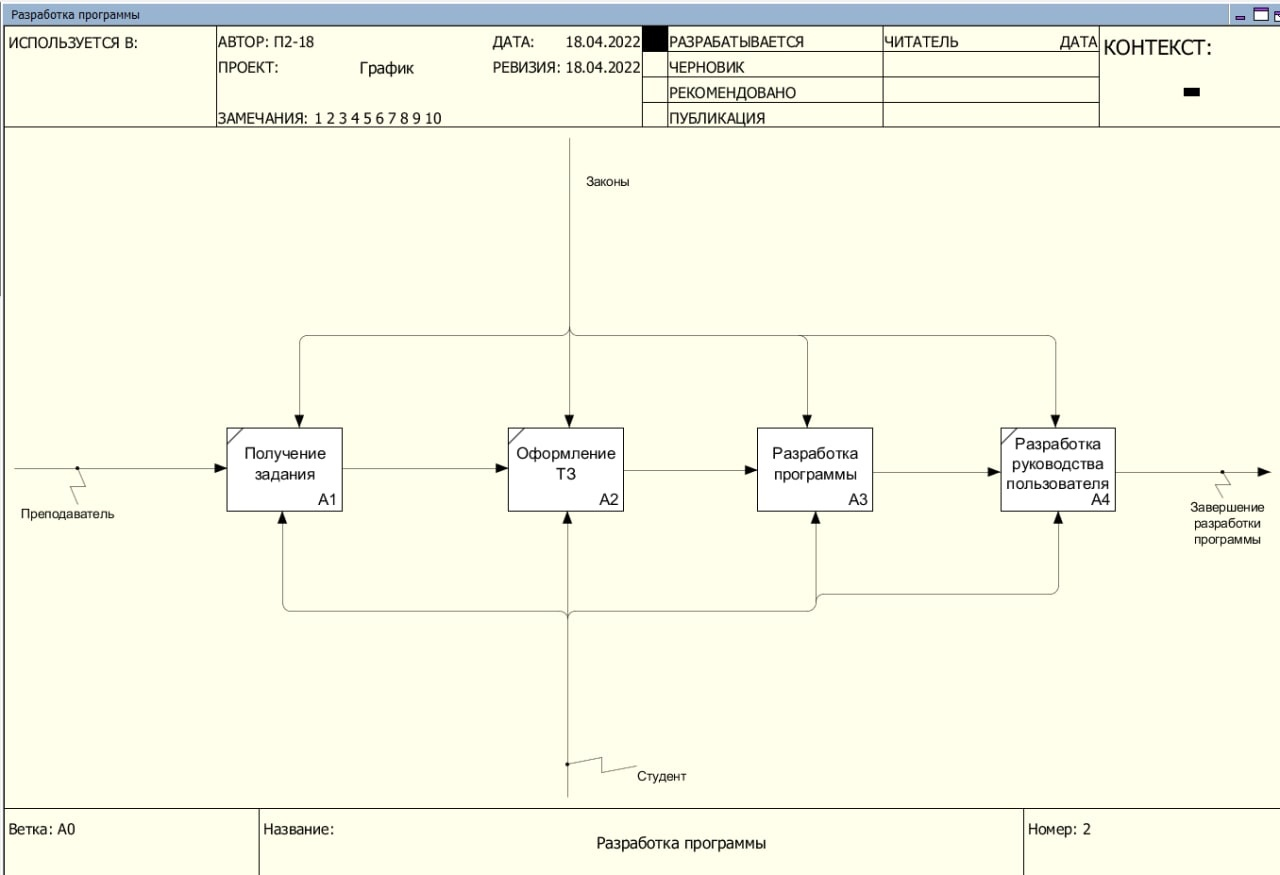 Разработка программы
ИСПОЛЬЗУЕТСЯ В:
АВТОР: П2-18
ДАТА: 18.04.2022
ПРОЕКТ: График
РЕВИЗИЯ: 18.04.2022
ЗАМЕЧАНИЯ: 1 2 3 4 5 6 7 8 9 10
РАЗРАБАТЫВАЕТСЯ
ЧЕРНОВИК
РЕКОМЕНДОВАНО
ПУБЛИКАЦИЯ
ЧИТАТЕЛЬ ДАТА
КОНТЕКСТ:
Законы
Получение
задания
A1
Оформление
ТЗ
A2
Разработка
программы
A3
Разработка
руководства
пользователя
A4
Преподаватель
Завершение
разработки
программы
Студент
Ветка: A0
Название:
Разработка программы
Номер: 2